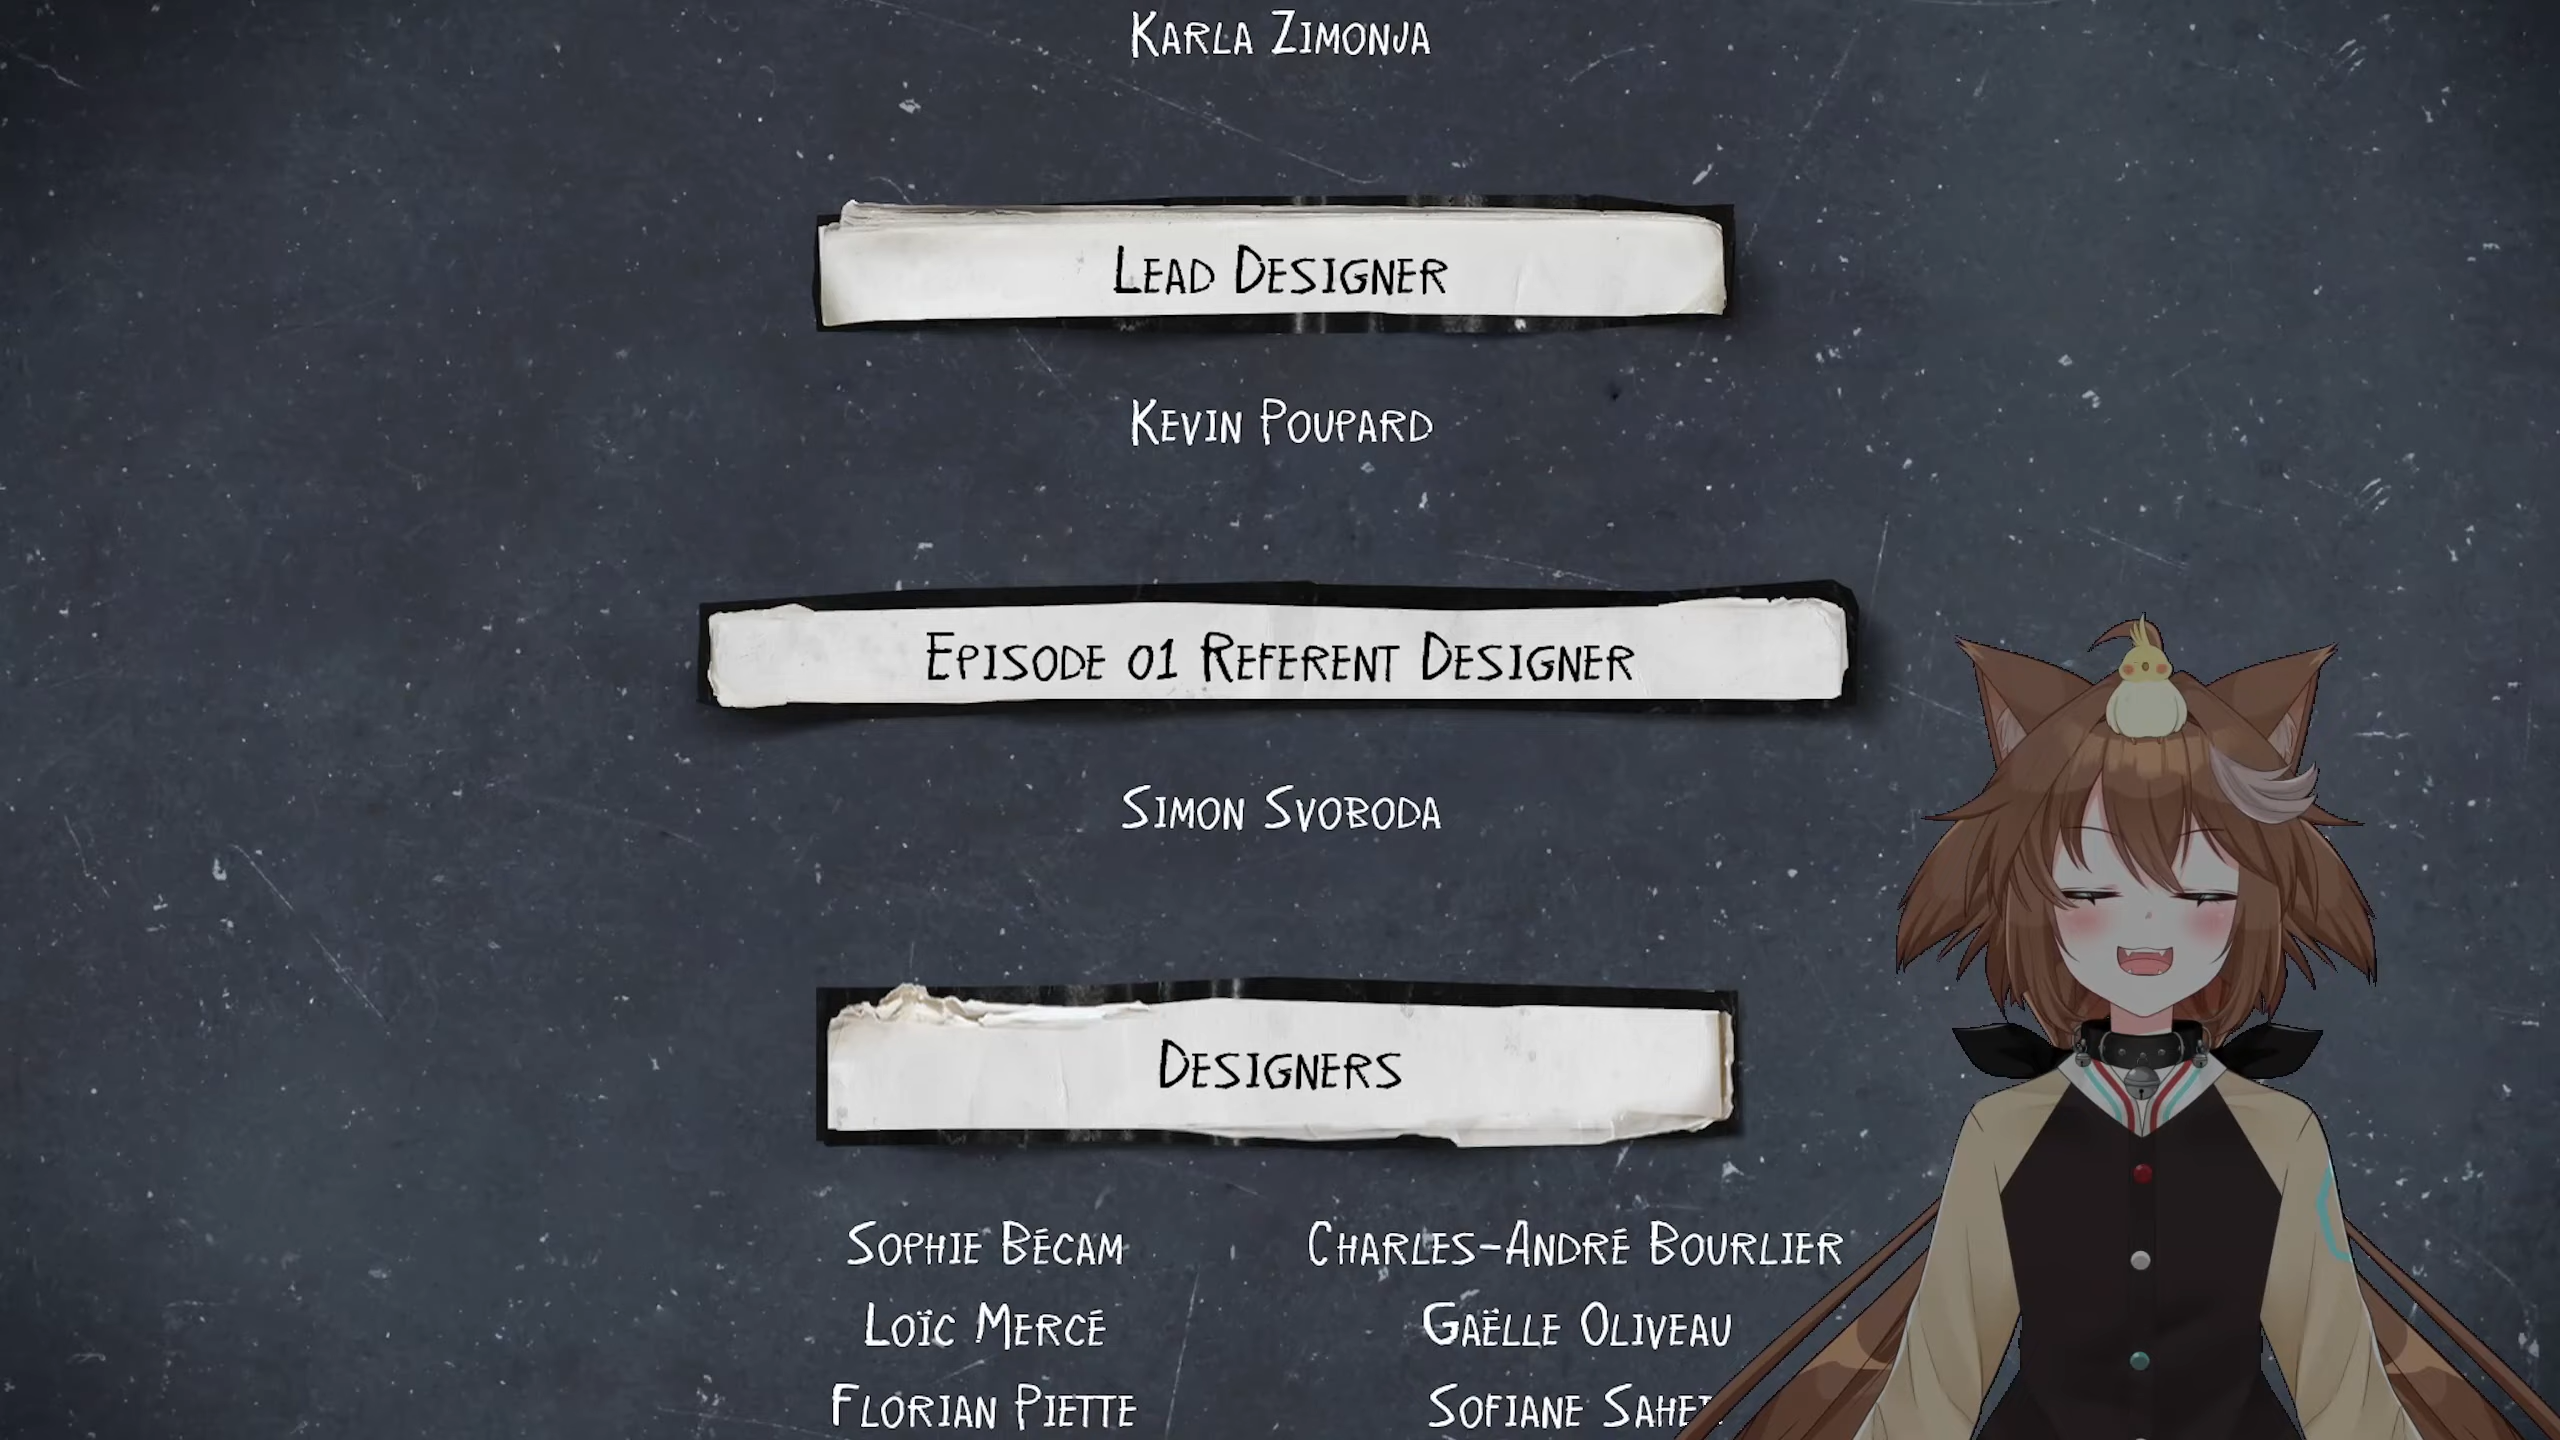 Karla Zimonja
Lead Designer
Kevin Poupard
Episode 01 Referent Designer
Simon Svoboda
Designers
Sophie Bécam
Charles-André Bourlier
Loïc Mercé
Gaëlle Oliveau
Florian Piette
Sofiane